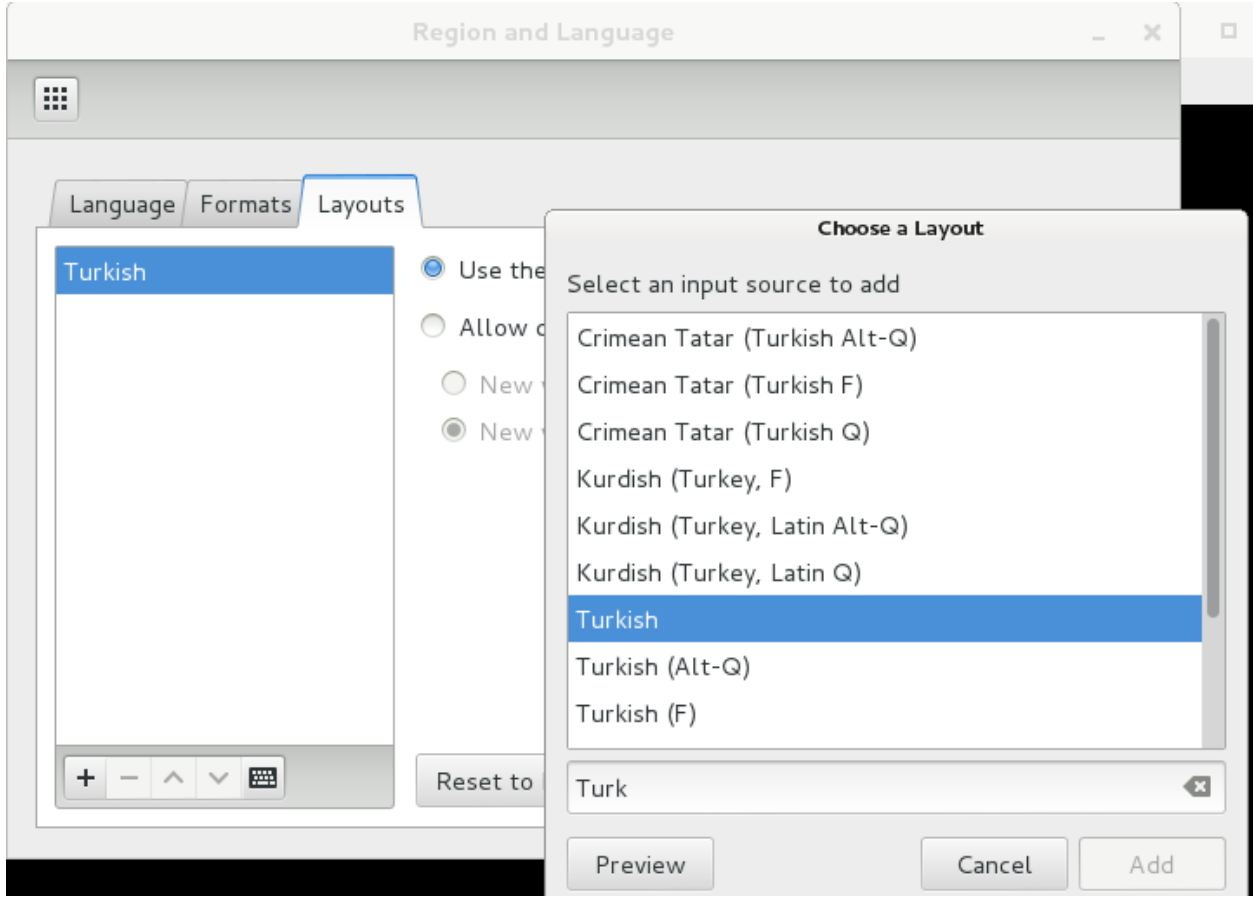 Region and Language
Language Formats Layouts
Turkish
Use the
Allow
New
New
Reset to
Choose a Layout
Select an input source to add
Crimean Tatar (Turkish Alt-Q)
Crimean Tatar (Turkish F)
Crimean Tatar (Turkish Q)
Kurdish (Turkey, F)
Kurdish (Turkey, Latin Alt-Q)
Kurdish (Turkey, Latin Q)
Turkish
Turkish (Alt-Q)
Turkish (F)
Turk
Preview Cancel Add